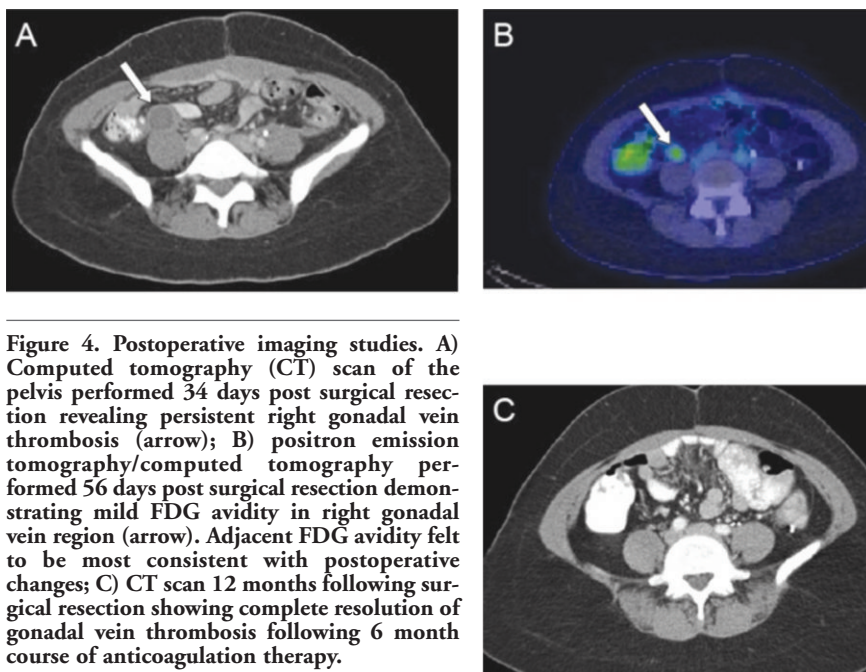 A
B
Figure 4. Postoperative imaging studies. A)
Computed tomography (CT) scan of the
pelvis performed 34 days post surgical resec-
tion revealing persistent right gonadal vein
thrombosis (arrow); B) positron emission
tomography/computed tomography per-
formed 56 days post surgical resection demon-
strating mild FDG avidity in right gonadal
vein region (arrow). Adjacent FDG avidity felt
to be most consistent with postoperative
changes; C) CT scan 12 months following sur-
gical resection showing complete resolution of
gonadal vein thrombosis following 6 month
course of anticoagulation therapy.
C